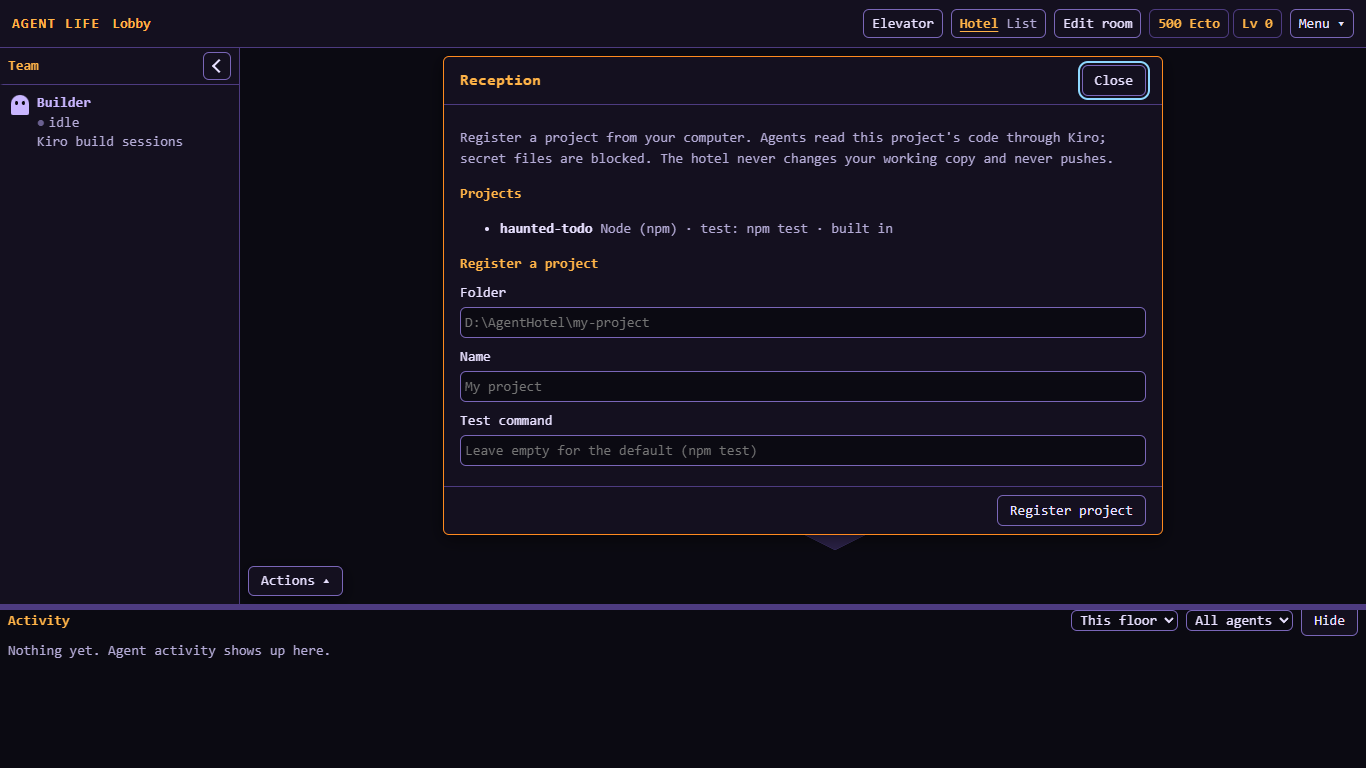 AGENT LIFE Lobby
Elevator
Hotel List
Edit room
500 Ecto
Lv 0
Menu ▾
Team
Builder
idle
Kiro build sessions
Reception
Close
Register a project from your computer. Agents read this project's code through Kiro;
secret files are blocked. The hotel never changes your working copy and never pushes.
Projects
• haunted-todo Node (npm) · test: npm test · built in
Register a project
Folder
D:\AgentHotel\my-project
Name
My project
Test command
Leave empty for the default (npm test)
Register project
Actions ▴
Activity
This floor
All agents
Hide
Nothing yet. Agent activity shows up here.